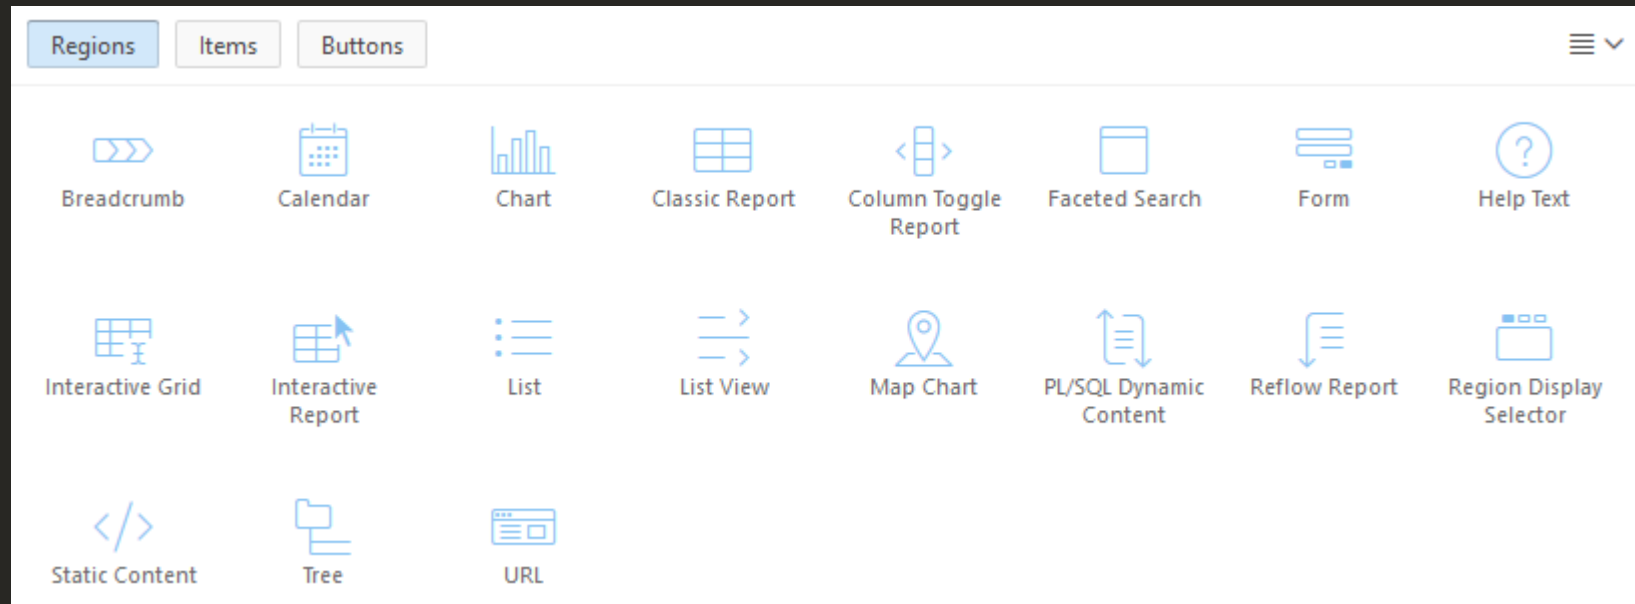 Regions
Items
Buttons
Breadcrumb
Calendar
Chart
Classic Report
Column Toggle
Report
Faceted Search
Form
Help Text
Interactive Grid
Interactive
Report
List
List View
Map Chart
PL/SQL Dynamic
Content
Reflow Report
Region Display
Selector
Static Content
Tree
URL